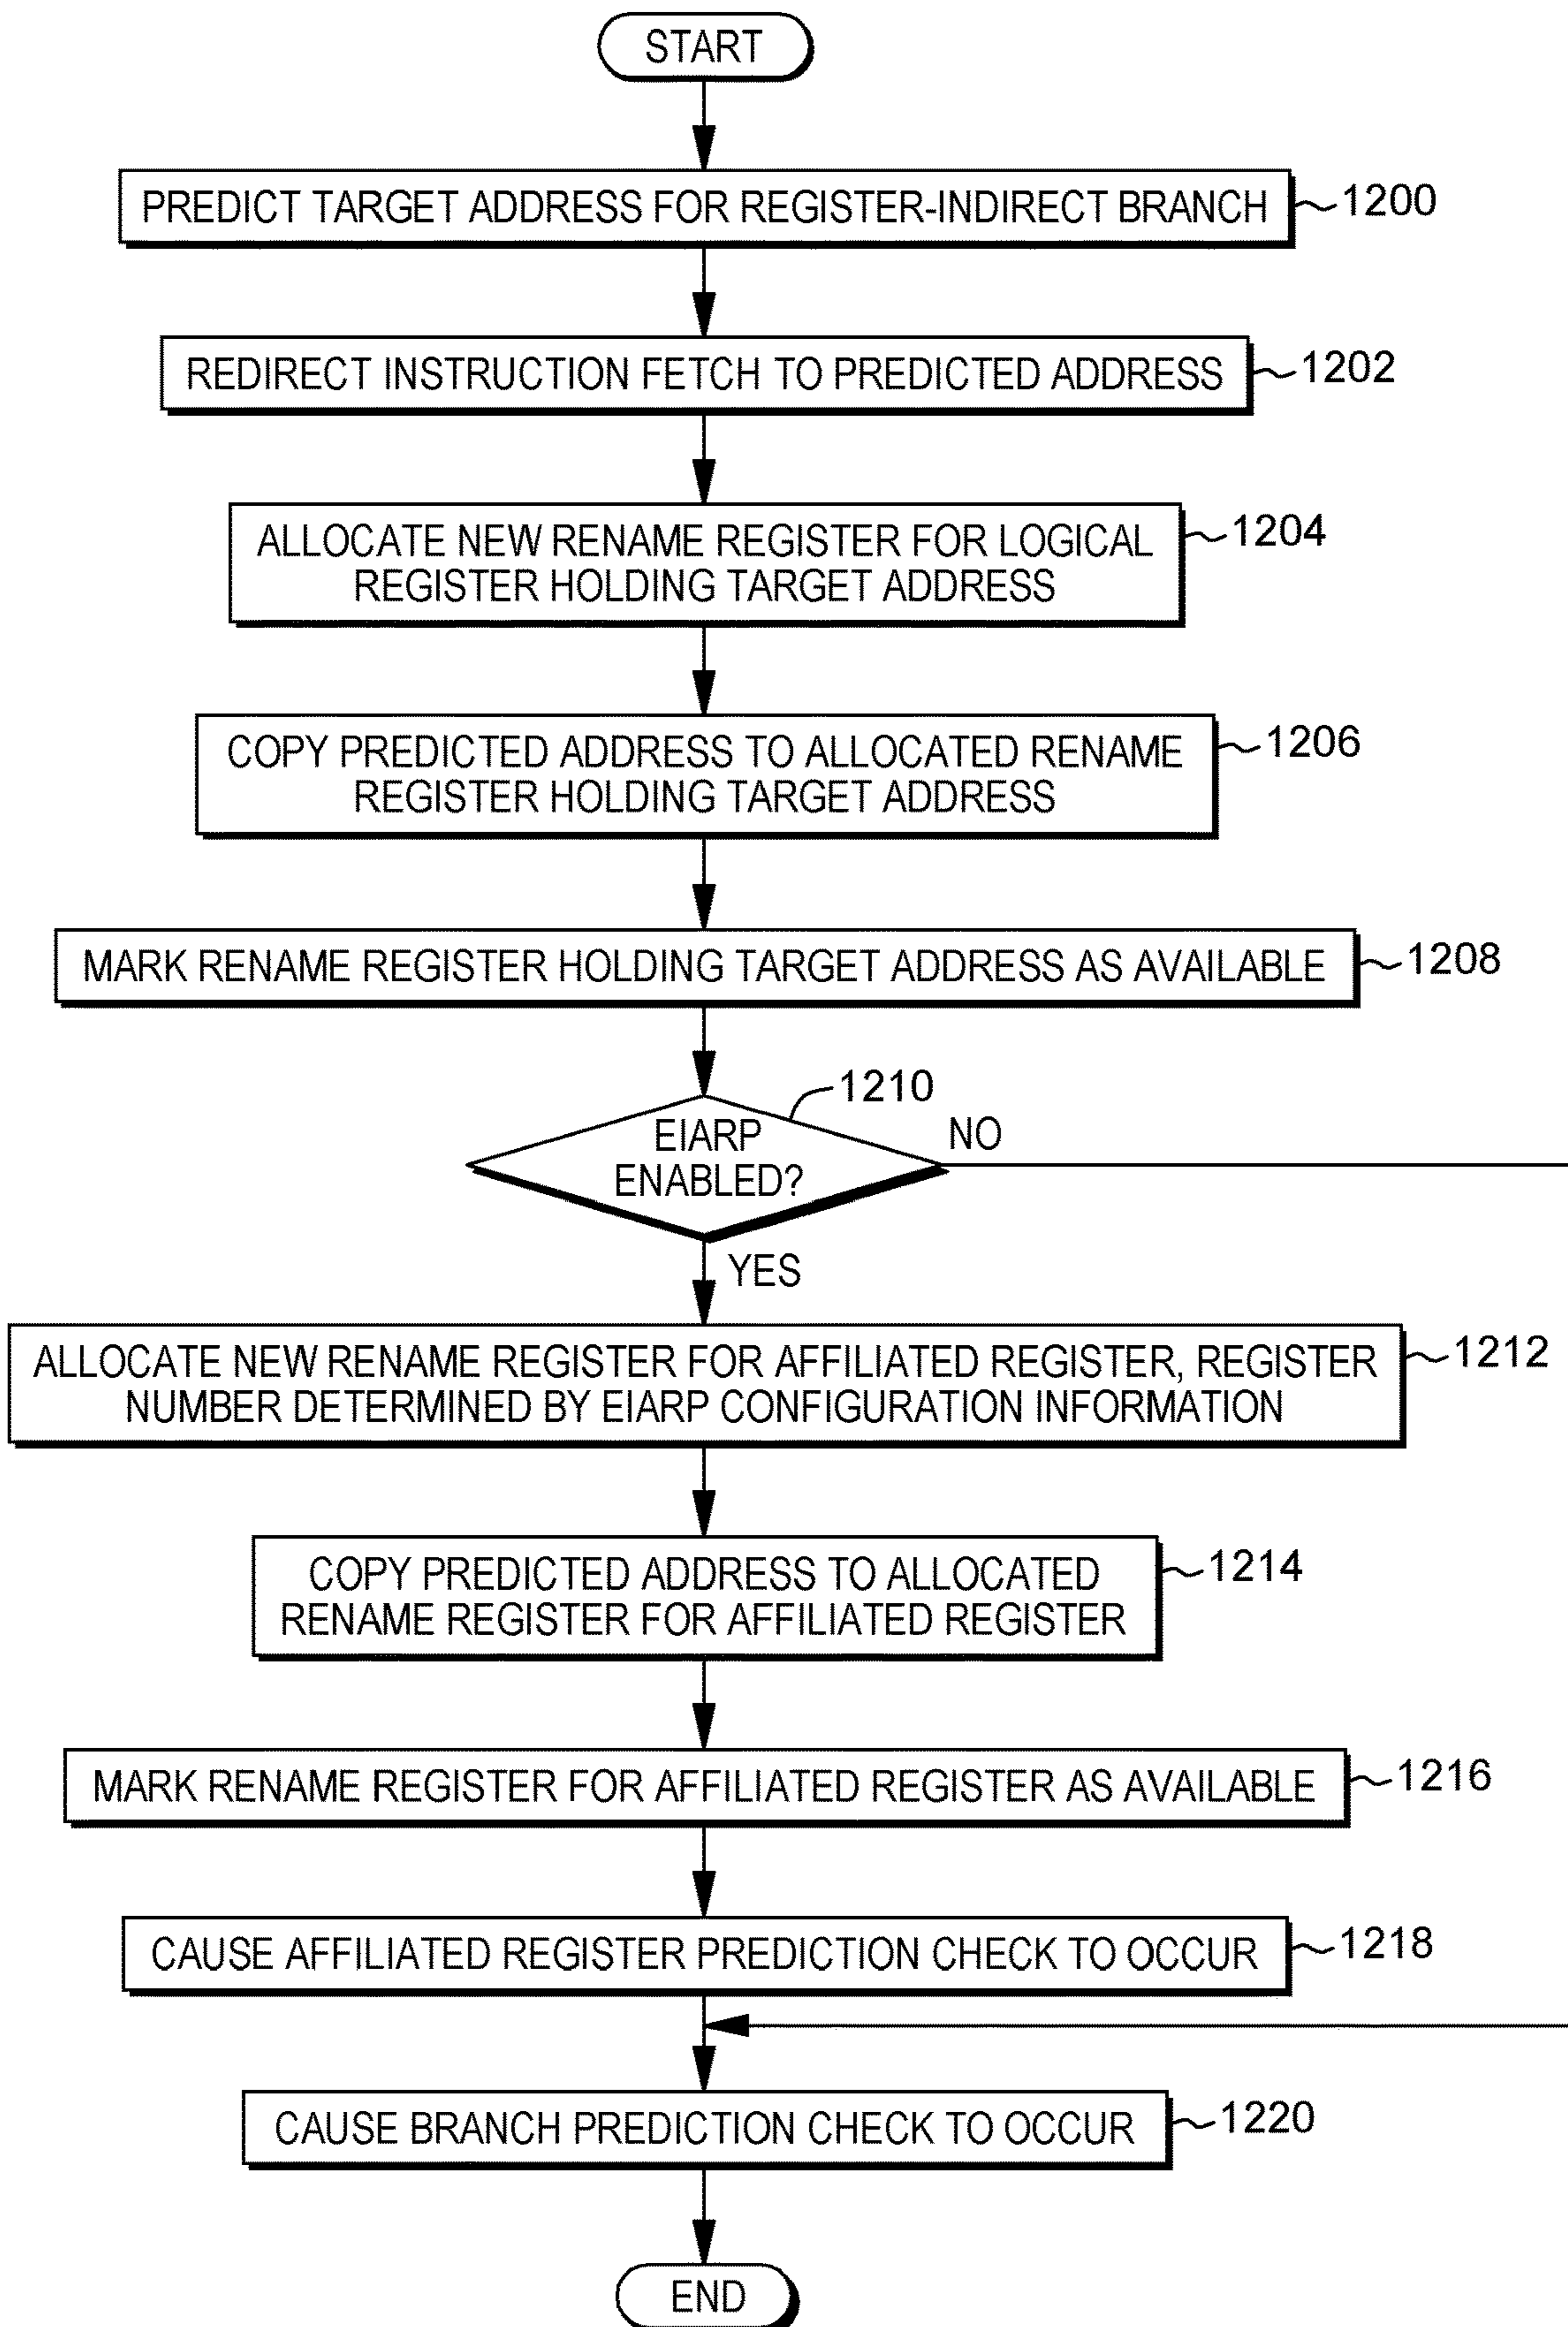 START
PREDICT TARGET ADDRESS FOR REGISTER-INDIRECT BRANCH
1200
REDIRECT INSTRUCTION FETCH TO PREDICTED ADDRESS
1202
ALLOCATE NEW RENAME REGISTER FOR LOGICAL
REGISTER HOLDING TARGET ADDRESS
1204
COPY PREDICTED ADDRESS TO ALLOCATED RENAME
REGISTER HOLDING TARGET ADDRESS
1206
MARK RENAME REGISTER HOLDING TARGET ADDRESS AS AVAILABLE
1208
1210
EIARP
ENABLED?
NO
YES
ALLOCATE NEW RENAME REGISTER FOR AFFILIATED REGISTER, REGISTER
NUMBER DETERMINED BY EIARP CONFIGURATION INFORMATION
1212
COPY PREDICTED ADDRESS TO ALLOCATED
RENAME REGISTER FOR AFFILIATED REGISTER
1214
MARK RENAME REGISTER FOR AFFILIATED REGISTER AS AVAILABLE
1216
CAUSE AFFILIATED REGISTER PREDICTION CHECK TO OCCUR
1218
CAUSE BRANCH PREDICTION CHECK TO OCCUR
1220
END